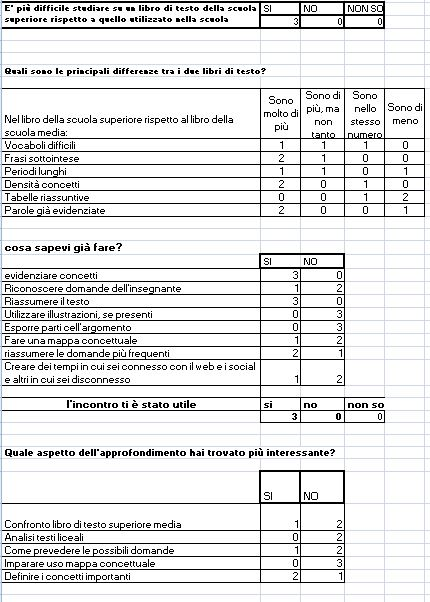 E' più difficile studiare su un libro di testo della scuola SI NO NON SO
superiore rispetto a quello utilizzato nella scuola 3 0 0
Quali sono le principali differenze tra i due libri di testo?
Nel libro della scuola superiore rispetto al libro della scuola media: Sono molto di più Sono di più, ma non tanto Sono nello stesso numero Sono di meno
Vocaboli difficili 1 1 1 0
Frasi sottointese 2 1 0 0
Periodi lunghi 1 1 0 1
Densità concetti 2 0 1 0
Tabelle riassuntive 0 0 1 2
Parole già evidenziate 2 0 0 1
cosa sapevi già fare?
SI NO
evidenziare concetti 3 0
Riconoscere domande dell'insegnante 1 2
Riassumere il testo 3 0
Utilizzare illustrazioni, se presenti 0 3
Esporre parti cell'argomento 0 3
Fare una mappa concettuale 1 2
riassumere le domande più frequenti 2 1
Creare dei tempi in cui sei connesso con il web e i social
e altri in cui sei disconnesso 1 2
l'incontro ti è stato utile si no non so
3 0 0
Quale aspetto dell'approfondimento hai trovato più interessante?
SI NO
Confronto libro di testo superiore media 1 2
Analisi testi liceali 0 2
Come prevedere le possibili domande 1 2
Imparare uso mappa concettuale 0 3
Definire i concetti importanti 2 1